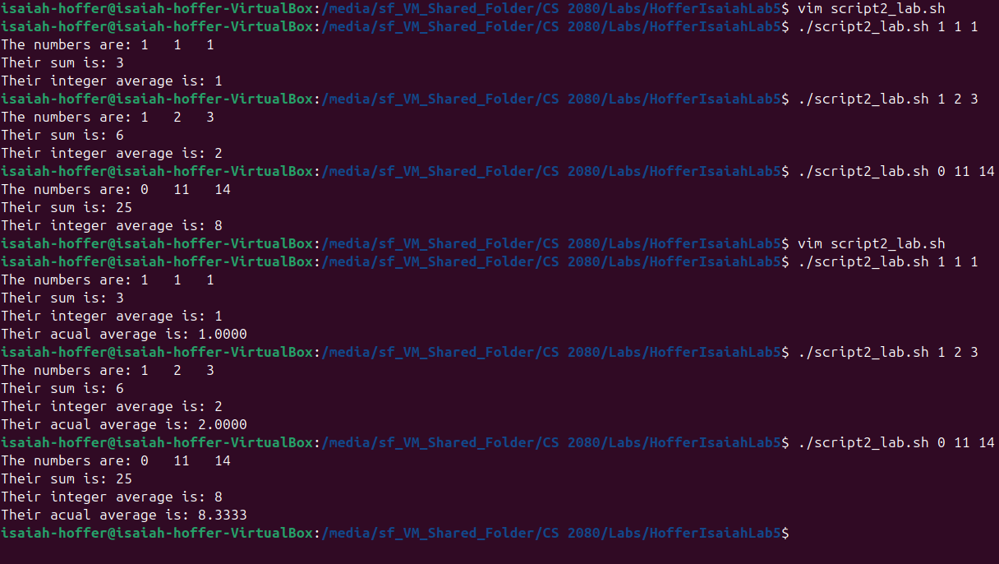 isaiah-hoffer@isaiah-hoffer-VirtualBox:/media/sf_VM_Shared_Folder/CS 2080/Labs/HofferIsaiahLab5$ vim script2_lab.sh
isaiah-hoffer@isaiah-hoffer-VirtualBox:/media/sf_VM_Shared_Folder/CS 2080/Labs/HofferIsaiahLab5$ ./script2_lab.sh 1 1 1
The numbers are: 1   1   1
Their sum is: 3
Their integer average is: 1
isaiah-hoffer@isaiah-hoffer-VirtualBox:/media/sf_VM_Shared_Folder/CS 2080/Labs/HofferIsaiahLab5$ ./script2_lab.sh 1 2 3
The numbers are: 1   2   3
Their sum is: 6
Their integer average is: 2
isaiah-hoffer@isaiah-hoffer-VirtualBox:/media/sf_VM_Shared_Folder/CS 2080/Labs/HofferIsaiahLab5$ ./script2_lab.sh 0 11 14
The numbers are: 0   11   14
Their sum is: 25
Their integer average is: 8
isaiah-hoffer@isaiah-hoffer-VirtualBox:/media/sf_VM_Shared_Folder/CS 2080/Labs/HofferIsaiahLab5$ vim script2_lab.sh
isaiah-hoffer@isaiah-hoffer-VirtualBox:/media/sf_VM_Shared_Folder/CS 2080/Labs/HofferIsaiahLab5$ ./script2_lab.sh 1 1 1
The numbers are: 1   1   1
Their sum is: 3
Their integer average is: 1
Their acual average is: 1.0000
isaiah-hoffer@isaiah-hoffer-VirtualBox:/media/sf_VM_Shared_Folder/CS 2080/Labs/HofferIsaiahLab5$ ./script2_lab.sh 1 2 3
The numbers are: 1   2   3
Their sum is: 6
Their integer average is: 2
Their acual average is: 2.0000
isaiah-hoffer@isaiah-hoffer-VirtualBox:/media/sf_VM_Shared_Folder/CS 2080/Labs/HofferIsaiahLab5$ ./script2_lab.sh 0 11 14
The numbers are: 0   11   14
Their sum is: 25
Their integer average is: 8
Their acual average is: 8.3333
isaiah-hoffer@isaiah-hoffer-VirtualBox:/media/sf_VM_Shared_Folder/CS 2080/Labs/HofferIsaiahLab5$